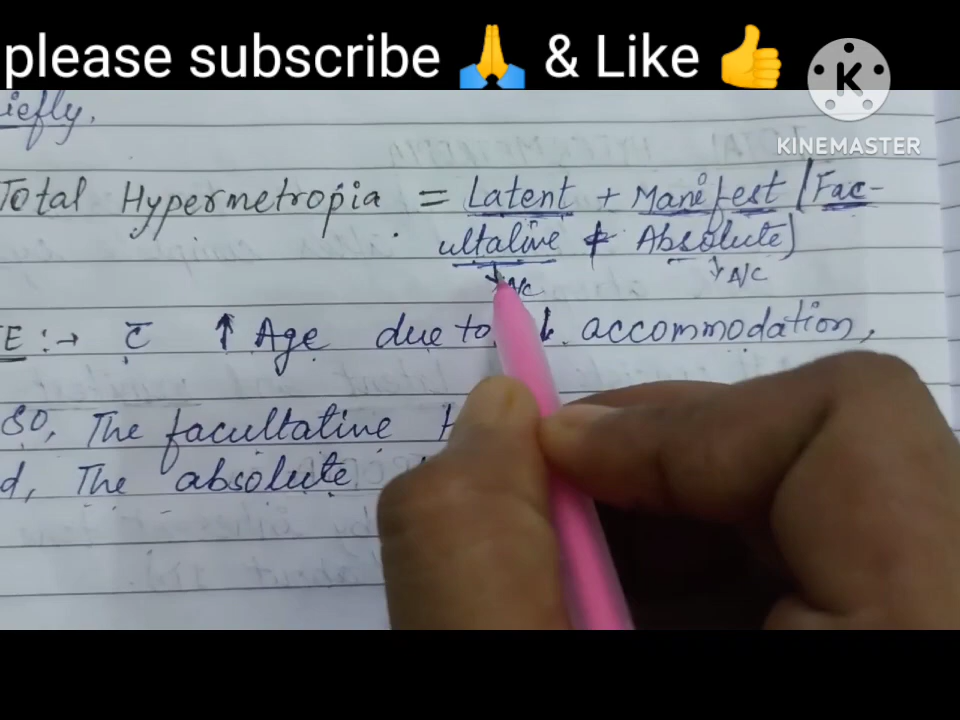 please subscribe 🙏 & Like 👍
KINEMASTER
iefly.
Total Hypermetropia = Latent + Manifest (Fac-
ultative + Absolute)
A/C A/C
TE :→ c̄ ↑ Age due to ↓ accommodation,
SO, The facultative H
d, The absolute